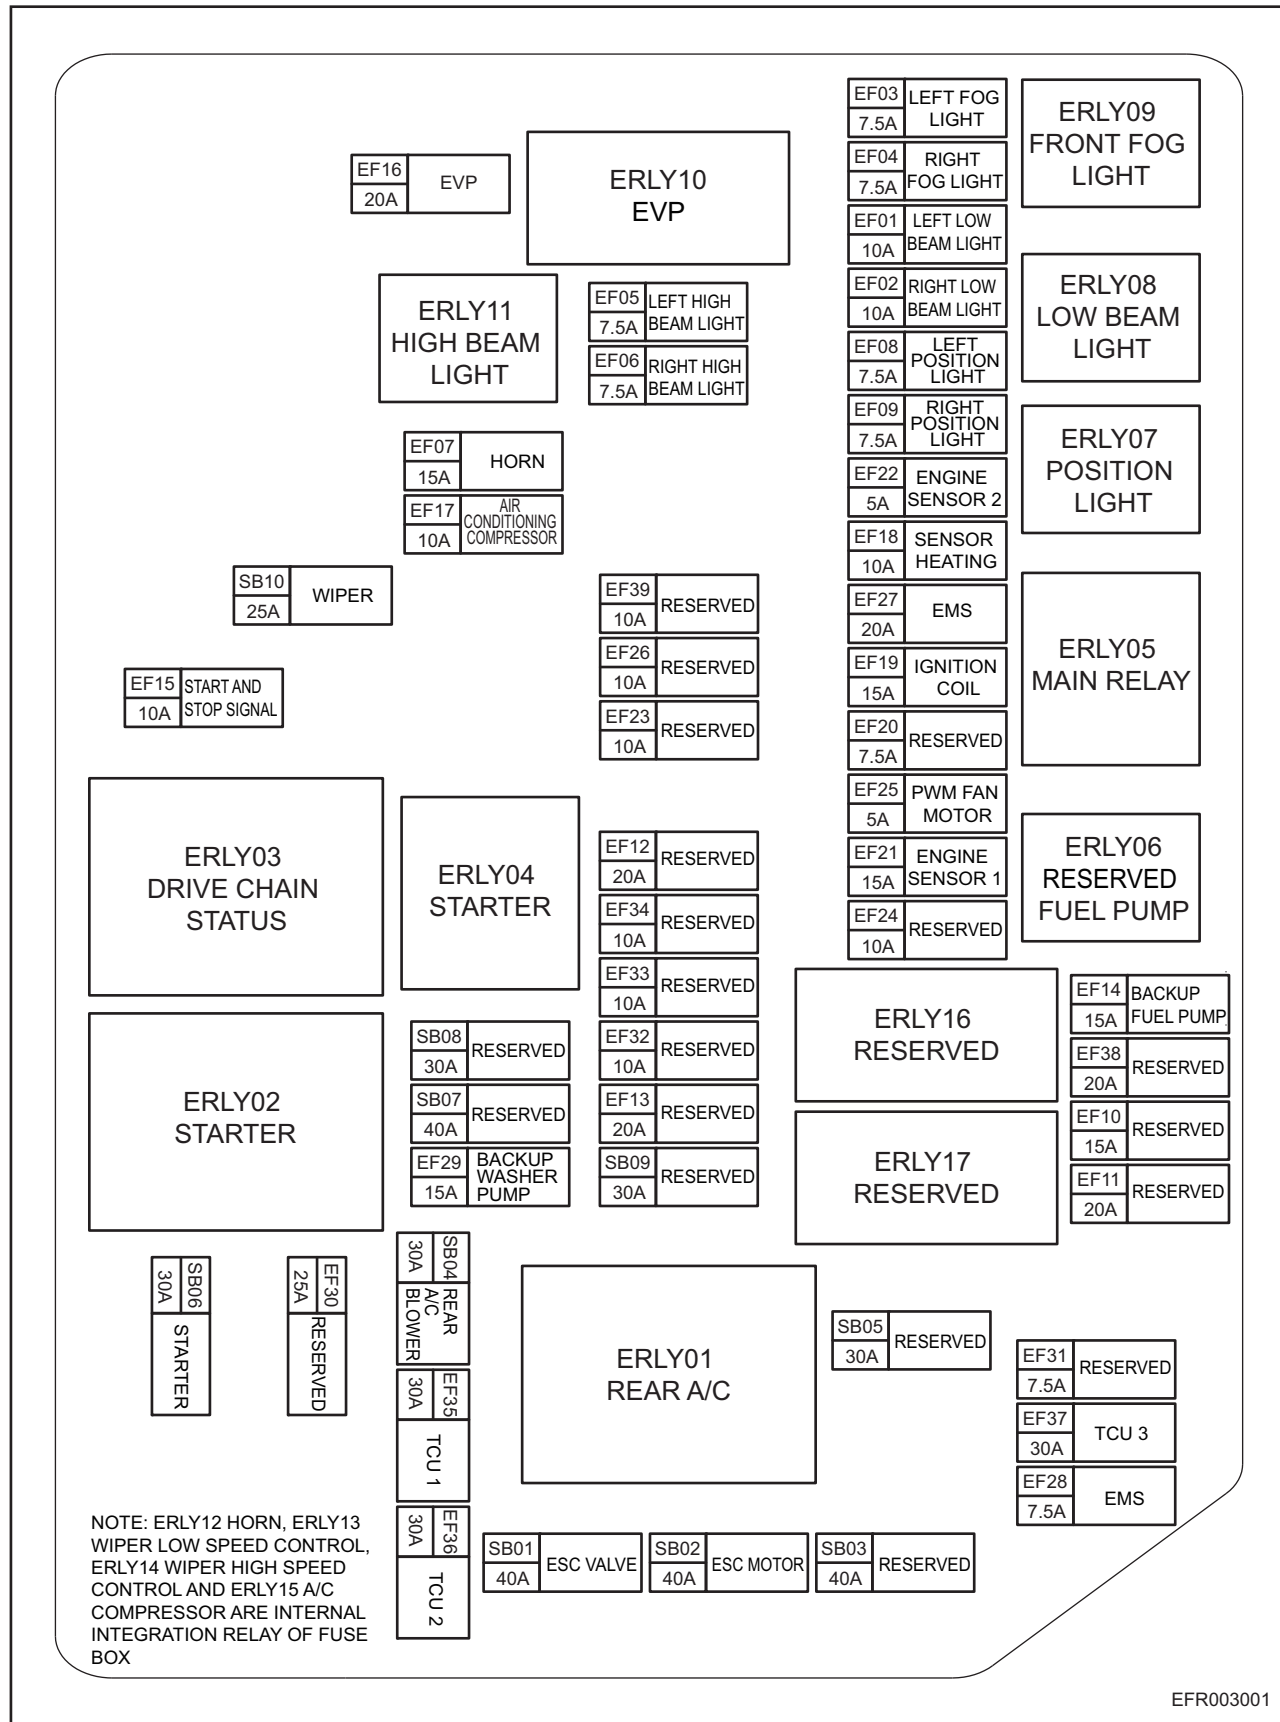 EF03
7.5A
LEFT FOG
LIGHT
EF04
7.5A
RIGHT
FOG LIGHT
EF01
10A
LEFT LOW
BEAM LIGHT
EF02
10A
RIGHT LOW
BEAM LIGHT
EF08
7.5A
LEFT
POSITION
LIGHT
EF09
7.5A
RIGHT
POSITION
LIGHT
EF22
5A
ENGINE
SENSOR 2
EF18
10A
SENSOR
HEATING
EF27
20A
EMS
EF19
15A
IGNITION
COIL
EF20
7.5A
RESERVED
EF25
5A
PWM FAN
MOTOR
EF21
15A
ENGINE
SENSOR 1
EF24
10A
RESERVED
ERLY09
FRONT FOG
LIGHT
ERLY08
LOW BEAM
LIGHT
ERLY07
POSITION
LIGHT
ERLY05
MAIN RELAY
ERLY06
RESERVED
FUEL PUMP
EF16
20A
EVP
ERLY10
EVP
ERLY11
HIGH BEAM
LIGHT
EF05
7.5A
LEFT HIGH
BEAM LIGHT
EF06
7.5A
RIGHT HIGH
BEAM LIGHT
EF07
15A
HORN
EF17
10A
AIR
CONDITIONING
COMPRESSOR
SB10
25A
WIPER
EF15
10A
START AND
STOP SIGNAL
EF39
10A
RESERVED
EF26
10A
RESERVED
EF23
10A
RESERVED
ERLY03
DRIVE CHAIN
STATUS
ERLY04
STARTER
EF12
20A
RESERVED
EF34
10A
RESERVED
EF33
10A
RESERVED
EF32
10A
RESERVED
EF13
20A
RESERVED
SB09
30A
RESERVED
ERLY02
STARTER
SB08
30A
RESERVED
SB07
40A
RESERVED
EF29
15A
BACKUP
WASHER
PUMP
ERLY16
RESERVED
ERLY17
RESERVED
EF14
15A
BACKUP
FUEL PUMP
EF38
20A
RESERVED
EF10
15A
RESERVED
EF11
20A
RESERVED
SB06
30A
STARTER
EF30
25A
RESERVED
SB04
30A
REAR
A/C
BLOWER
EF35
30A
TCU 1
EF36
30A
TCU 2
ERLY01
REAR A/C
SB05
30A
RESERVED
EF31
7.5A
RESERVED
EF37
30A
TCU 3
EF28
7.5A
EMS
SB01
40A
ESC VALVE
SB02
40A
ESC MOTOR
SB03
40A
RESERVED
NOTE: ERLY12 HORN, ERLY13
WIPER LOW SPEED CONTROL,
ERLY14 WIPER HIGH SPEED
CONTROL AND ERLY15 A/C
COMPRESSOR ARE INTERNAL
INTEGRATION RELAY OF FUSE
BOX
EFR003001